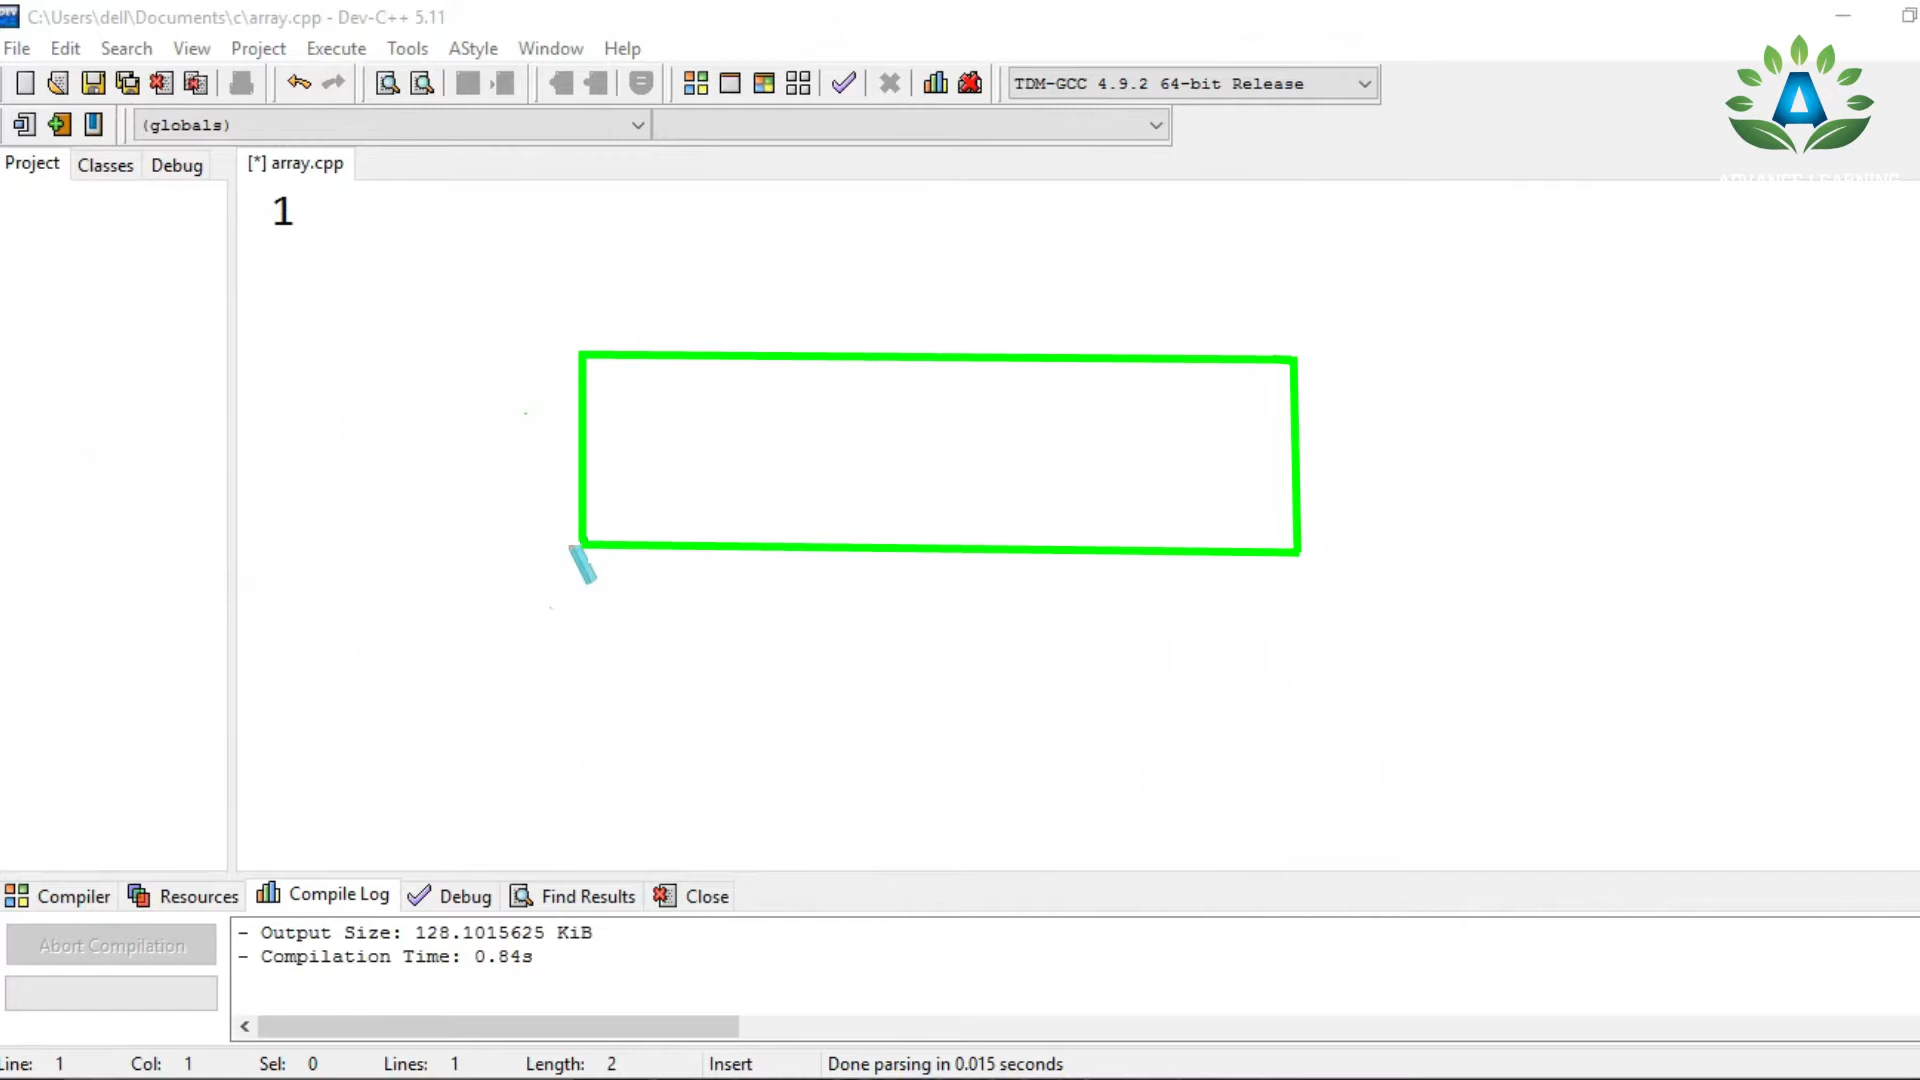 C:\Users\dell\Documents\c\array.cpp - Dev-C++ 5.11
File Edit Search View Project Execute Tools AStyle Window Help
TDM-GCC 4.9.2 64-bit Release
(globals)
Project Classes Debug [*] array.cpp
1
Compiler Resources Compile Log Debug Find Results Close
Abort Compilation
- Output Size: 128.1015625 KiB
- Compilation Time: 0.84s
Line: 1 Col: 1 Sel: 0 Lines: 1 Length: 2 Insert Done parsing in 0.015 seconds